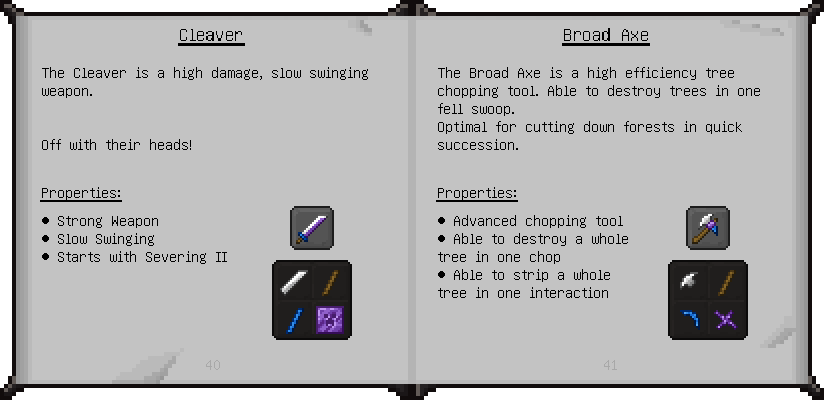 Cleaver
The Cleaver is a high damage, slow swinging
weapon.
Off with their heads!
Properties:
● Strong Weapon
● Slow Swinging
● Starts with Severing II
40
Broad Axe
The Broad Axe is a high efficiency tree
chopping tool. Able to destroy trees in one
fell swoop.
Optimal for cutting down forests in quick
succession.
Properties:
● Advanced chopping tool
● Able to destroy a whole
tree in one chop
● Able to strip a whole
tree in one interaction
41